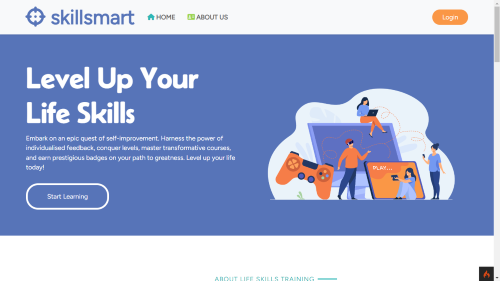 skillsmart
HOME
ABOUT US
Login
Level Up Your
Life Skills
Embark on an epic quest of self-improvement. Harness the power of
individualised feedback, conquer levels, master transformative courses,
and earn prestigious badges on your path to greatness. Level up your life
today!
Start Learning
PLAY...
ABOUT LIFE SKILLS TRAINING